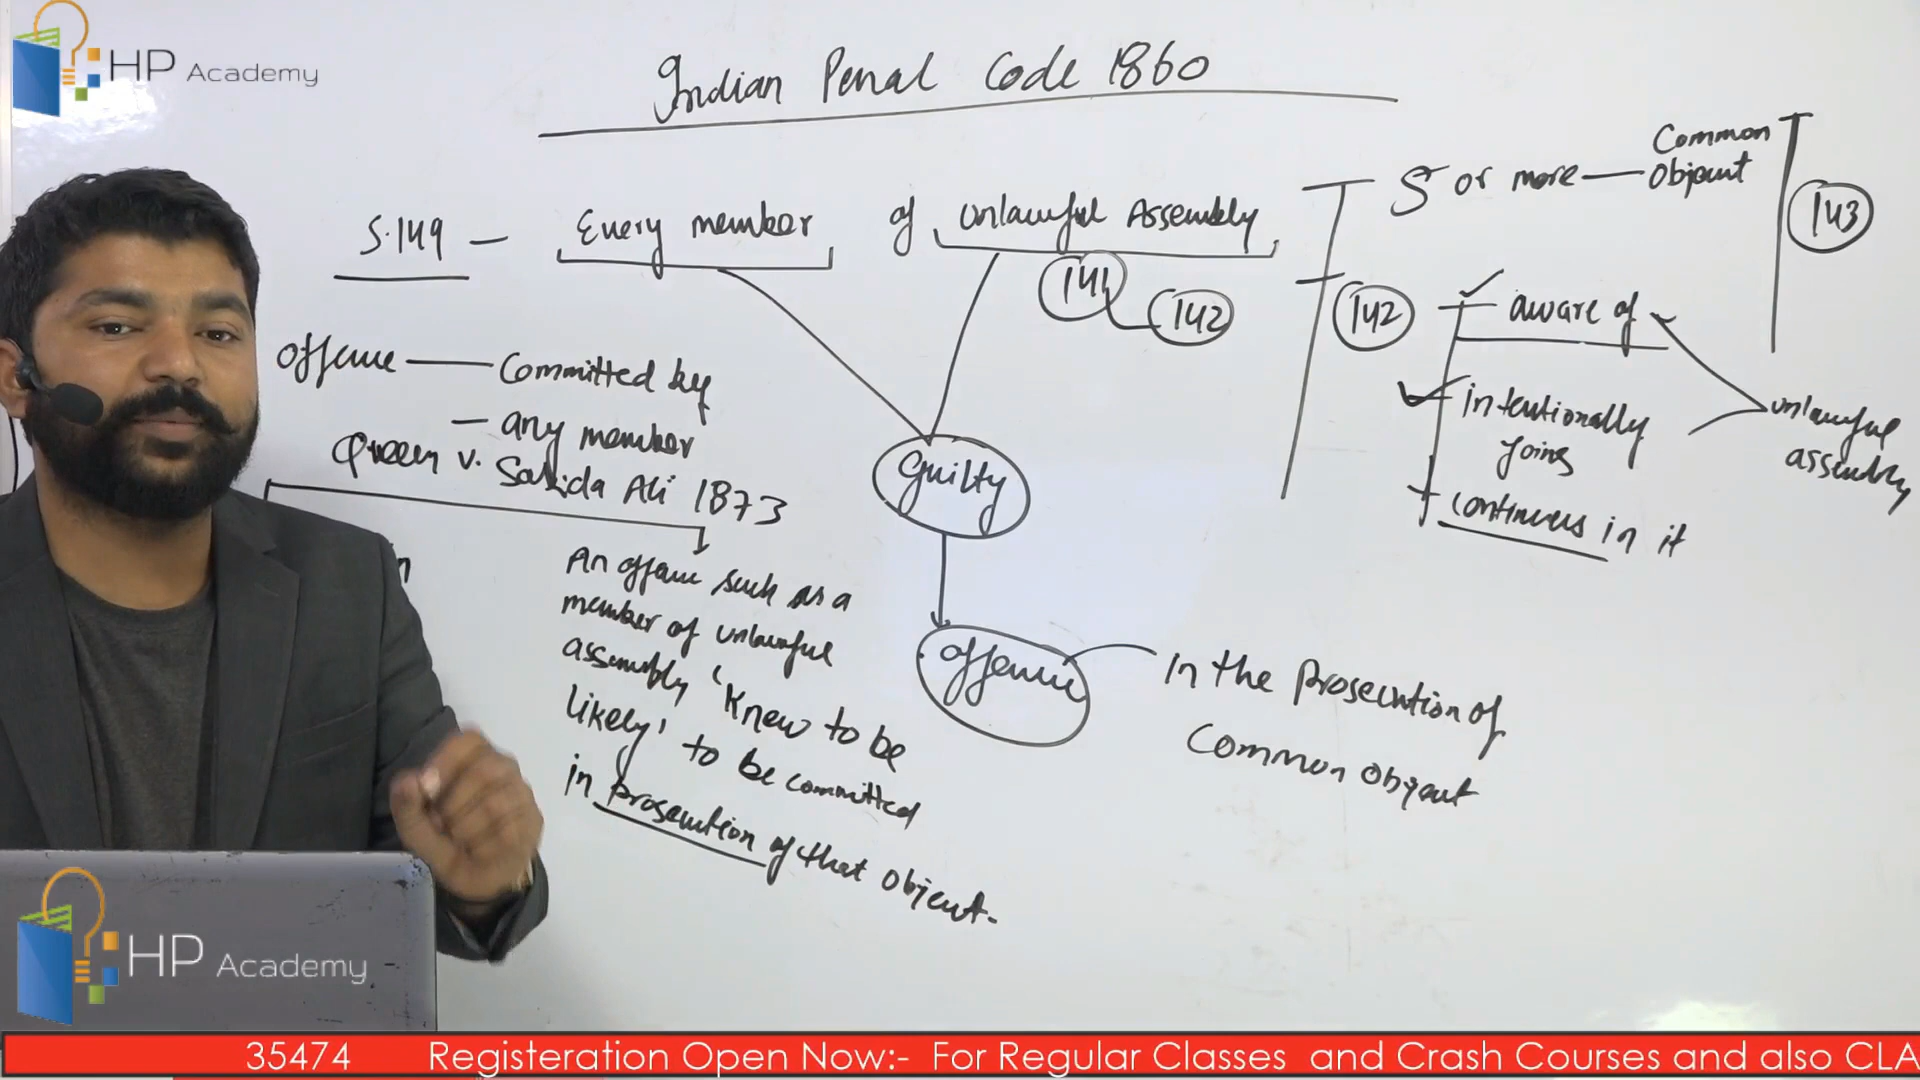 HP Academy
Indian Penal Code 1860
S.149 — Every member of unlawful Assembly
141
142
5 or more — Common
Object
143
142
aware of
intentionally
joins
continues in it
unlawful
assembly
offence — Committed by
— any member
Queen v. Sabida Ali 1873
Guilty
offence
in the Prosecution of
Common Object
An offence such as a
member of unlawful
assembly 'Knew to be
likely' to be committed
in prosecution of that Object.
HP Academy
35474 Registeration Open Now:- For Regular Classes and Crash Courses and also CLA